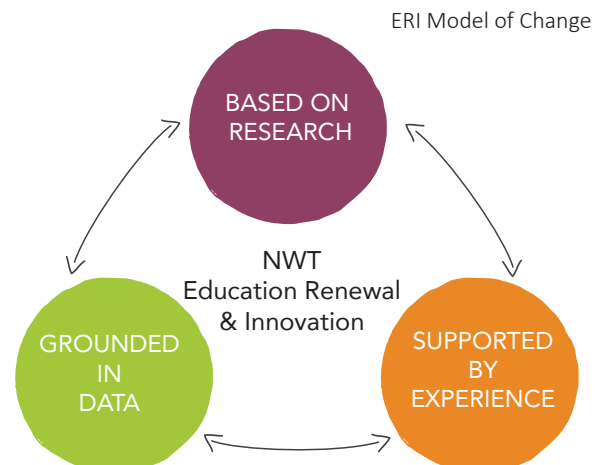 ERI Model of Change
BASED ON
RESEARCH
NWT
Education Renewal
& Innovation
GROUNDED
IN
DATA
SUPPORTED
BY
EXPERIENCE